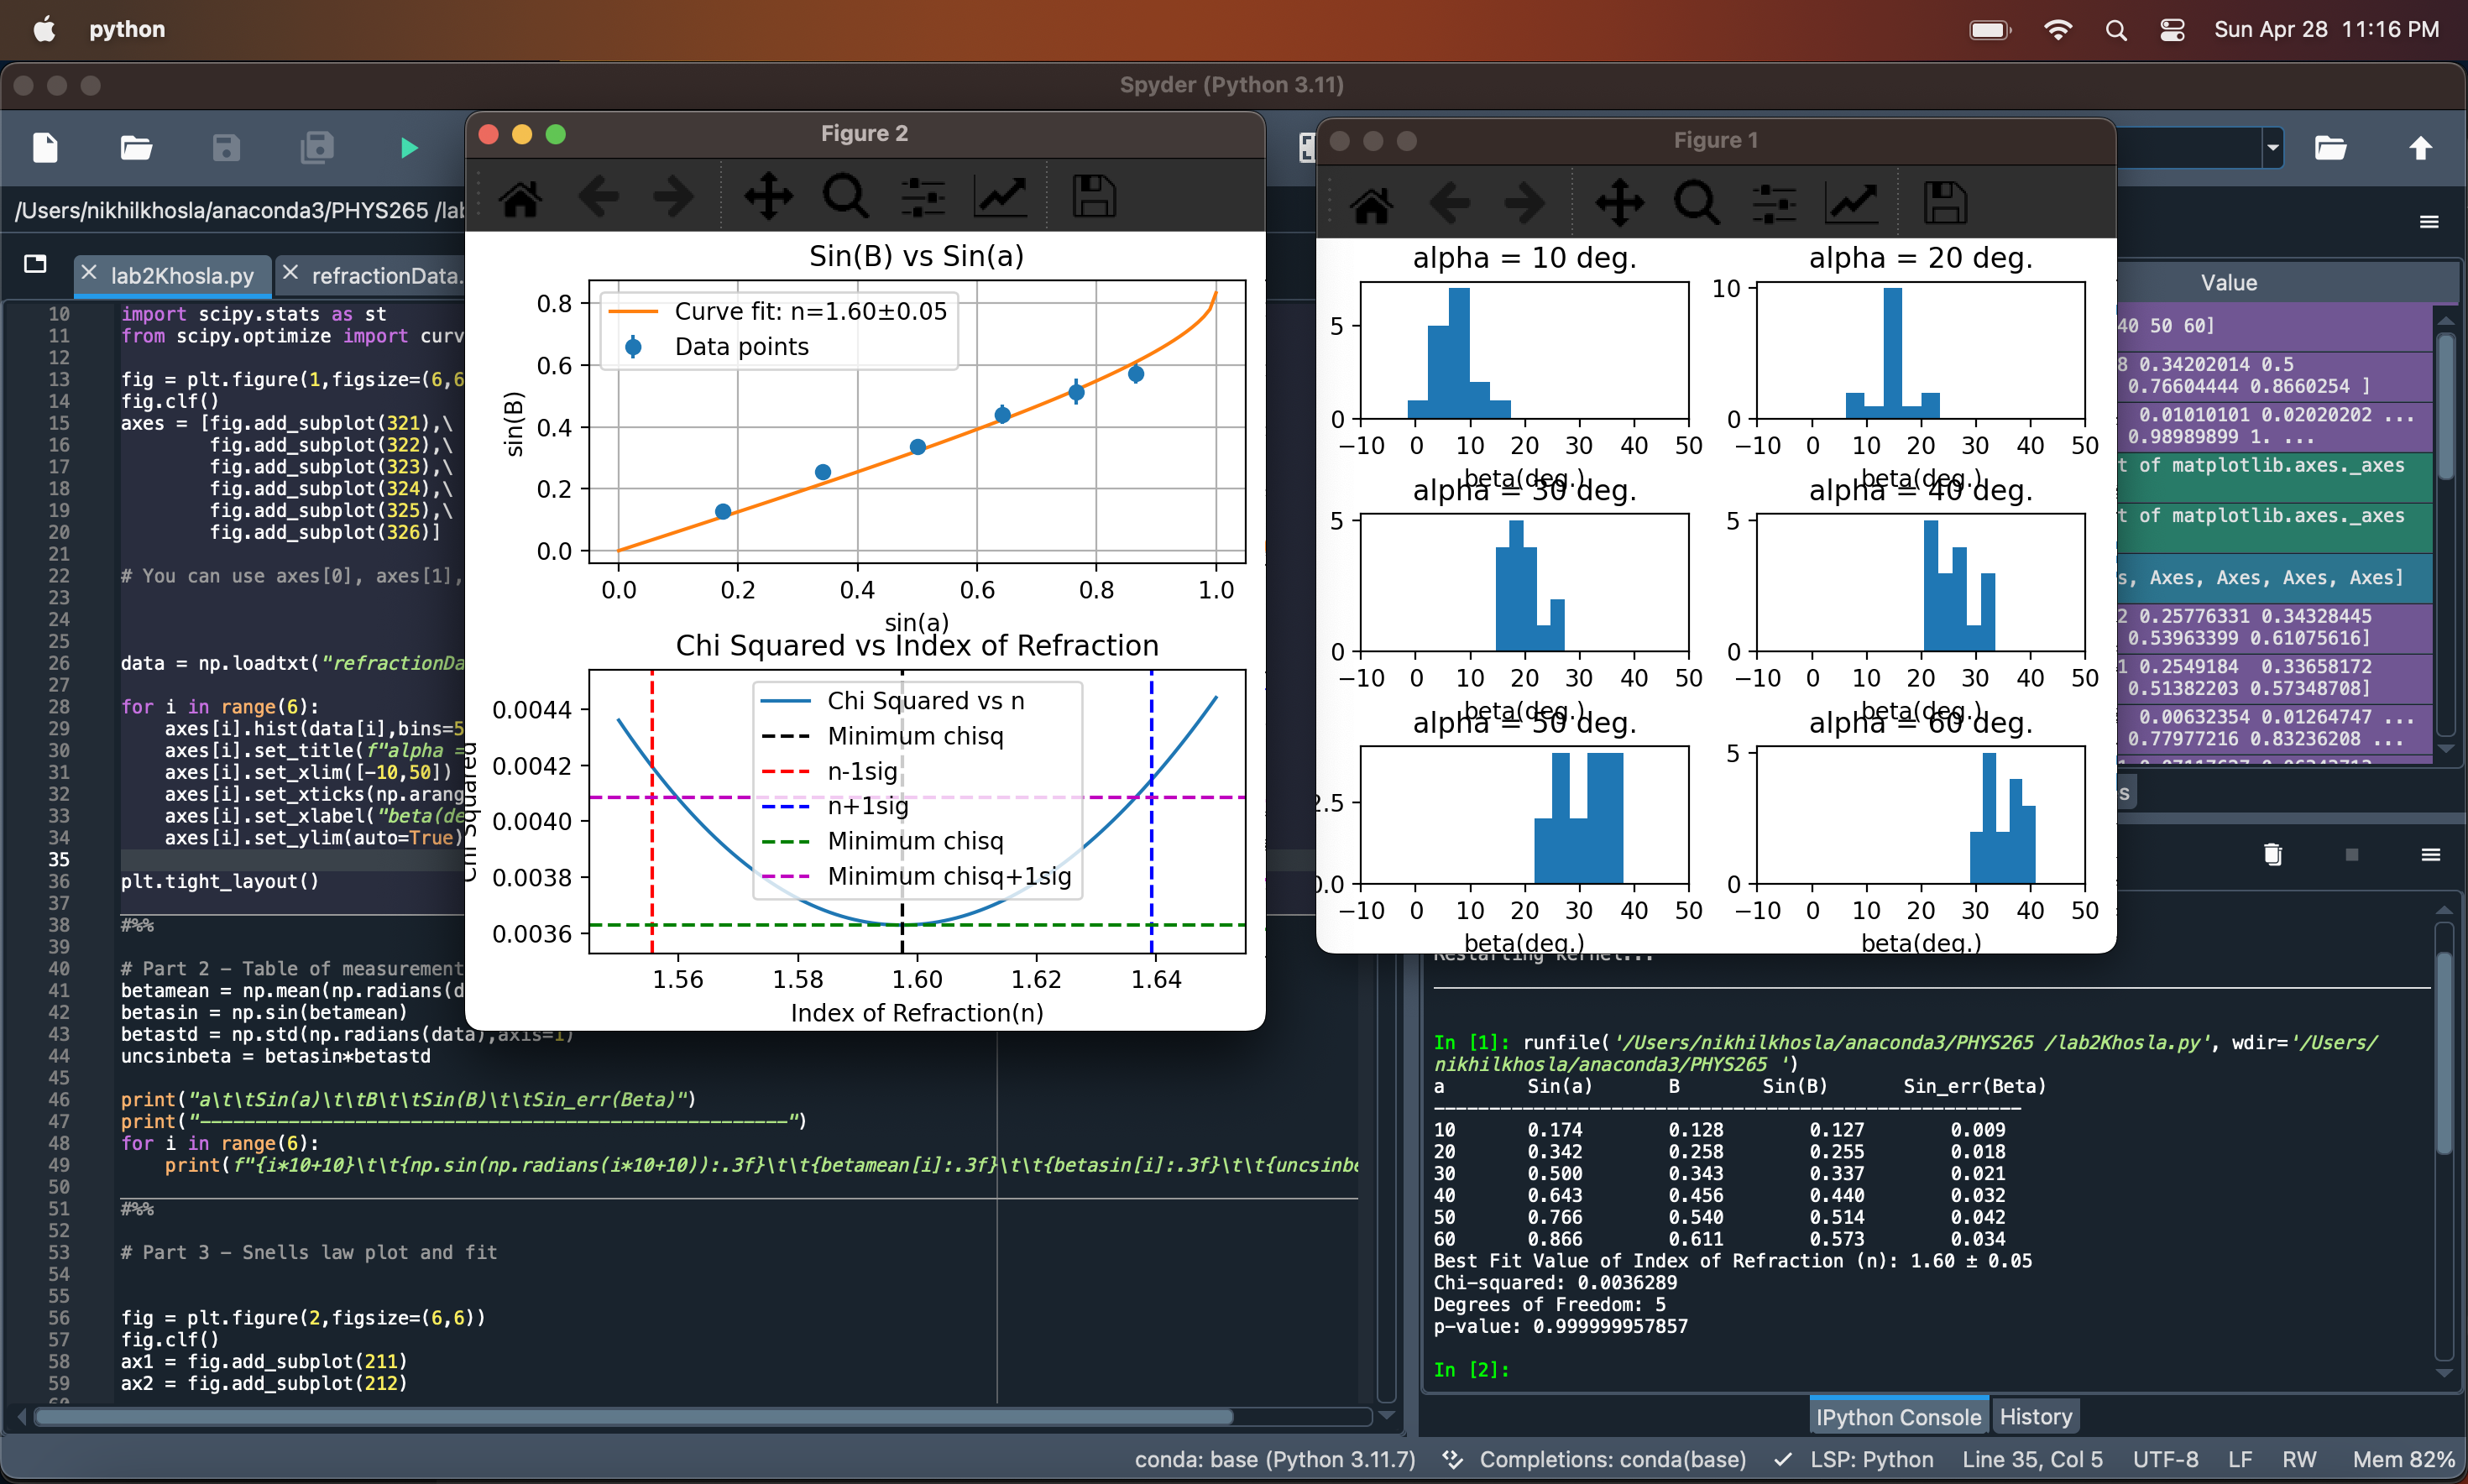 python
Sun Apr 28 11:16 PM
Spyder (Python 3.11)
/Users/nikhilkhosla/anaconda3/PHYS265 /lab
lab2Khosla.py
refractionData.
10 import scipy.stats as st
11 from scipy.optimize import curv
12
13 fig = plt.figure(1,figsize=(6,6
14 fig.clf()
15 axes = [fig.add_subplot(321),\
16 fig.add_subplot(322),\
17 fig.add_subplot(323),\
18 fig.add_subplot(324),\
19 fig.add_subplot(325),\
20 fig.add_subplot(326)]
21
22 # You can use axes[0], axes[1],
23
24
25
26 data = np.loadtxt("refractionDa
27
28 for i in range(6):
29 axes[i].hist(data[i],bins=5
30 axes[i].set_title(f"alpha =
31 axes[i].set_xlim([-10,50])
32 axes[i].set_xticks(np.arang
33 axes[i].set_xlabel("beta(de
34 axes[i].set_ylim(auto=True)
35
36 plt.tight_layout()
37
38 #%%
39
40 # Part 2 - Table of measurement
41 betamean = np.mean(np.radians(d
42 betasin = np.sin(betamean)
43 betastd = np.std(np.radians(data),axis=1)
44 uncsinbeta = betasin*betastd
45
46 print("a\t\tSin(a)\t\tB\t\tSin(B)\t\tSin_err(Beta)")
47 print("-----------------------------------------------------")
48 for i in range(6):
49 print(f"{i*10+10}\t\t{np.sin(np.radians(i*10+10)):.3f}\t\t{betamean[i]:.3f}\t\t{betasin[i]:.3f}\t\t{uncsinbe
50
51 #%%
52
53 # Part 3 - Snells law plot and fit
54
55
56 fig = plt.figure(2,figsize=(6,6))
57 fig.clf()
58 ax1 = fig.add_subplot(211)
59 ax2 = fig.add_subplot(212)
Figure 2
Sin(B) vs Sin(a)
Curve fit: n=1.60±0.05
Data points
0.8
0.6
0.4
0.2
0.0
sin(B)
0.0 0.2 0.4 0.6 0.8 1.0
sin(a)
Chi Squared vs Index of Refraction
Chi Squared vs n
Minimum chisq
n-1sig
n+1sig
Minimum chisq
Minimum chisq+1sig
0.0044
0.0042
0.0040
0.0038
0.0036
Chi Squared
1.56 1.58 1.60 1.62 1.64
Index of Refraction(n)
Figure 1
alpha = 10 deg.
5
0
−10 0 10 20 30 40 50
beta(deg.)
alpha = 20 deg.
10
0
−10 0 10 20 30 40 50
beta(deg.)
alpha = 30 deg.
5
0
−10 0 10 20 30 40 50
beta(deg.)
alpha = 40 deg.
5
0
−10 0 10 20 30 40 50
beta(deg.)
alpha = 50 deg.
2.5
0.0
−10 0 10 20 30 40 50
beta(deg.)
alpha = 60 deg.
5
0
−10 0 10 20 30 40 50
beta(deg.)
Value
40 50 60]
8 0.34202014 0.5
0.76604444 0.8660254 ]
0.01010101 0.02020202 ...
0.98989899 1. ...
t of matplotlib.axes._axes
t of matplotlib.axes._axes
s, Axes, Axes, Axes, Axes]
2 0.25776331 0.34328445
0.53963399 0.61075616]
1 0.2549184 0.33658172
0.51382203 0.57348708]
0.00632354 0.01264747 ...
0.77977216 0.83236208 ...
s
Restarting kernel...
In [1]: runfile('/Users/nikhilkhosla/anaconda3/PHYS265 /lab2Khosla.py', wdir='/Users/
nikhilkhosla/anaconda3/PHYS265 ')
a Sin(a) B Sin(B) Sin_err(Beta)
-----------------------------------------------------
10 0.174 0.128 0.127 0.009
20 0.342 0.258 0.255 0.018
30 0.500 0.343 0.337 0.021
40 0.643 0.456 0.440 0.032
50 0.766 0.540 0.514 0.042
60 0.866 0.611 0.573 0.034
Best Fit Value of Index of Refraction (n): 1.60 ± 0.05
Chi-squared: 0.0036289
Degrees of Freedom: 5
p-value: 0.999999957857
In [2]:
IPython Console
History
conda: base (Python 3.11.7)
Completions: conda(base)
LSP: Python
Line 35, Col 5
UTF-8
LF
RW
Mem 82%